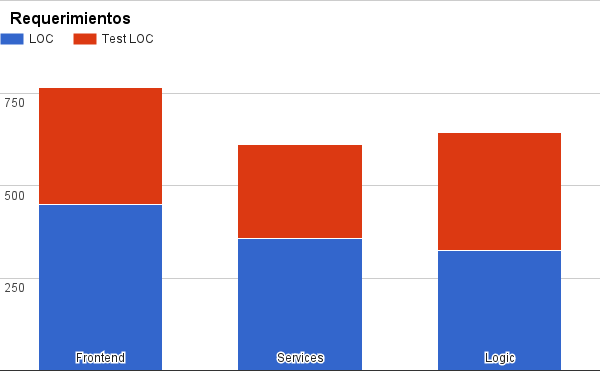 Requerimientos
LOC Test LOC
750
500
250
Frontend Services Logic